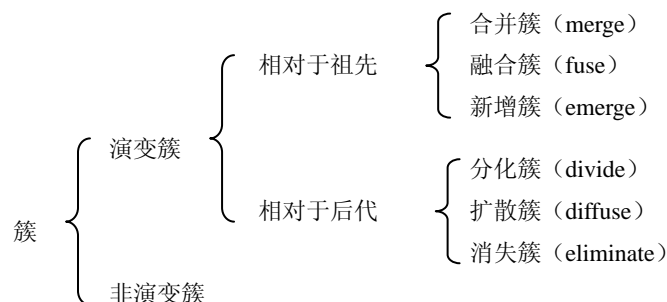 合并簇（merge）
相对于祖先
融合簇（fuse）
新增簇（emerge）
演变簇
分化簇（divide）
相对于后代
扩散簇（diffuse）
簇
消失簇（eliminate）
非演变簇